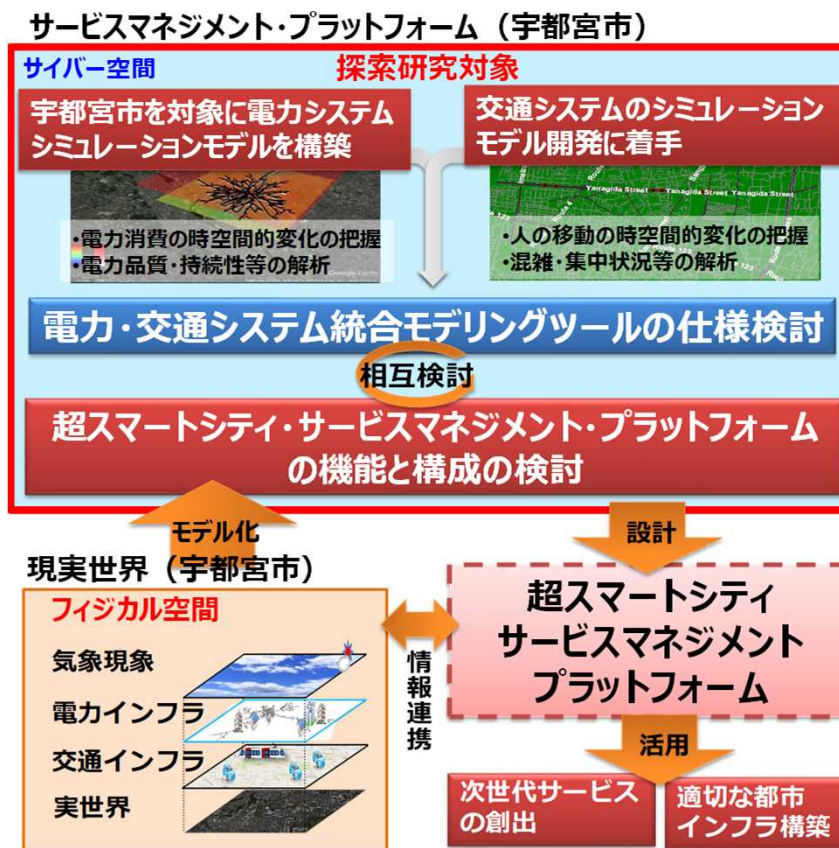 サービスマネジメント・プラットフォーム（宇都宮市）
サイバー空間
探索研究対象
宇都宮市を対象に電力システム
シミュレーションモデルを構築
・電力消費の時空間的変化の把握
・電力品質・持続性等の解析
交通システムのシミュレーション
モデル開発に着手
Yanagida Street Yanagida Street Yanagida Street
・人の移動の時空間的変化の把握
・混雑・集中状況等の解析
電力・交通システム統合モデリングツールの仕様検討
相互検討
超スマートシティ・サービスマネジメント・プラットフォーム
の機能と構成の検討
モデル化
設計
現実世界（宇都宮市）
フィジカル空間
気象現象
電力インフラ
交通インフラ
実世界
情報連携
超スマートシティ
サービスマネジメント
プラットフォーム
活用
次世代サービス
の創出
適切な都市
インフラ構築